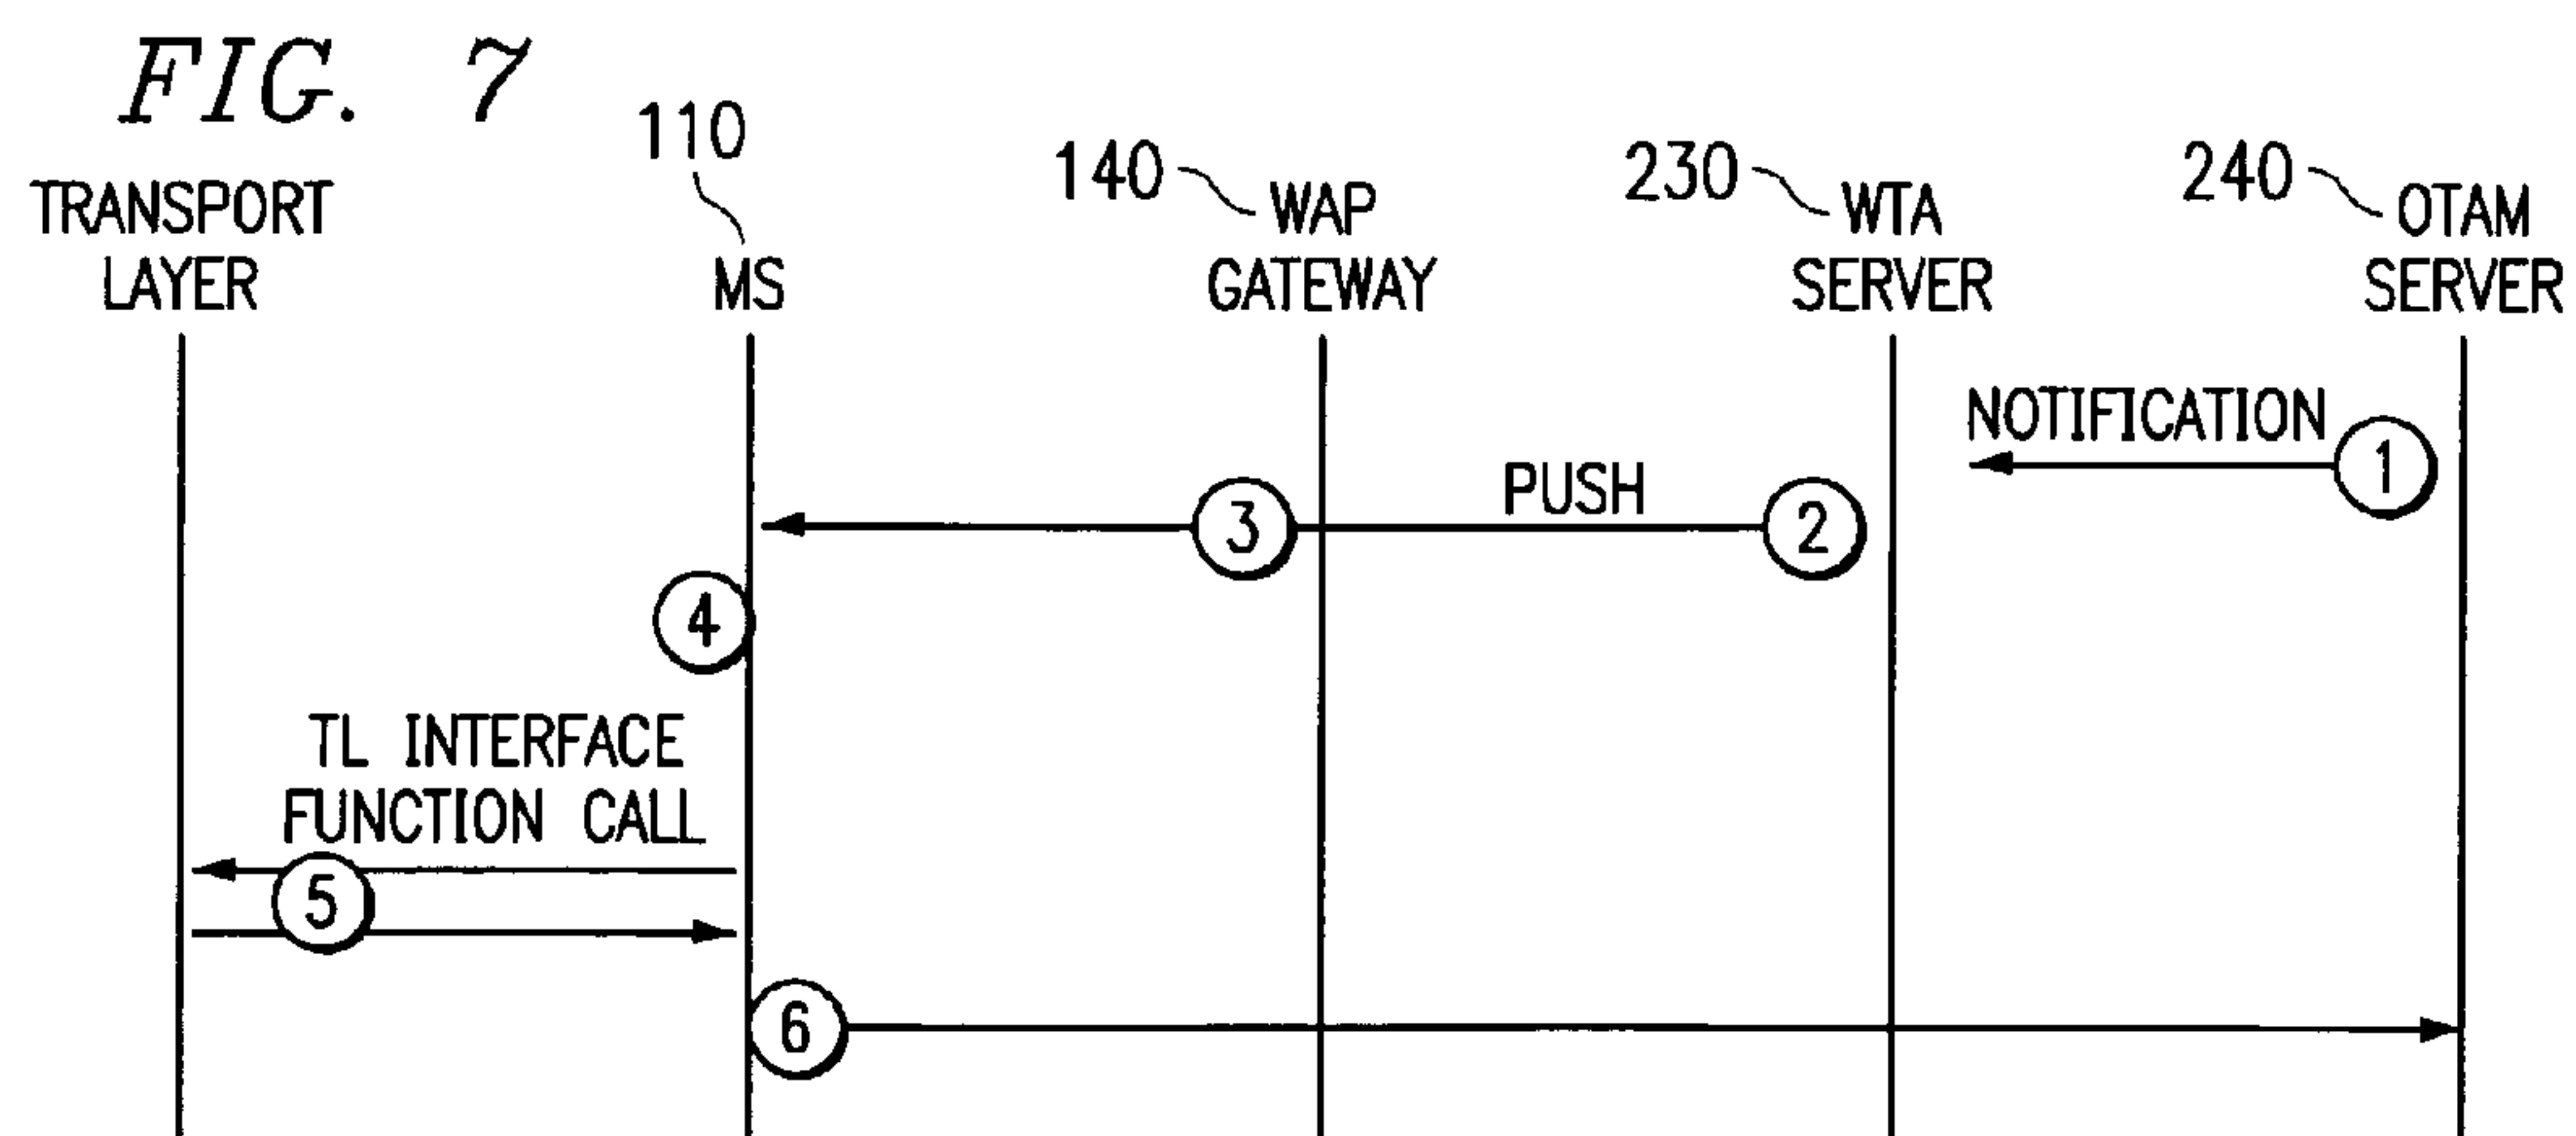 FIG. 7
110
140
230
240
TRANSPORT
LAYER
MS
WAP
GATEWAY
WTA
SERVER
OTAM
SERVER
NOTIFICATION
1
PUSH
3
2
4
TL INTERFACE
FUNCTION CALL
5
6